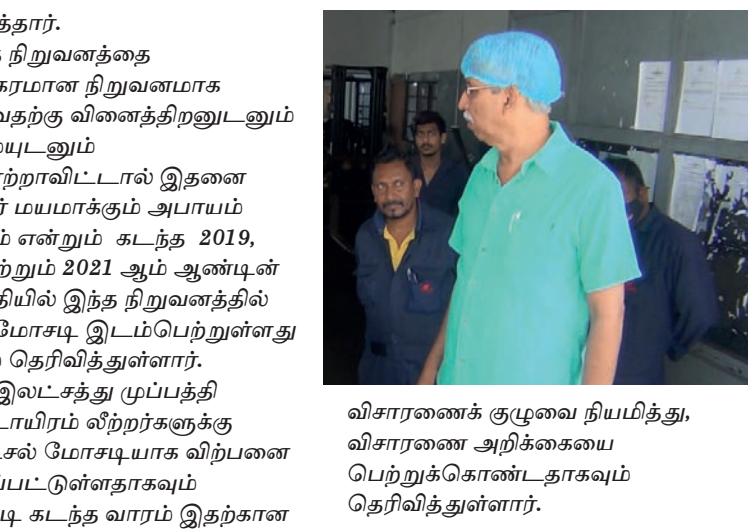 த்தார்.
நிறுவனத்தை
கரமான நிறுவனமாக
வதற்கு வினைத்திறனுடனும்
யுடனும்
ாற்றாவிட்டால் இதனை
ர் மயமாக்கும் அபாயம்
ம் என்றும் கடந்த 2019,
ற்றும் 2021 ஆம் ஆண்டின்
தியில் இந்த நிறுவனத்தில்
மோசடி இடம்பெற்றுள்ளது
தெரிவித்துள்ளார்.
இலட்சத்து முப்பத்தி
டாயிரம் லீற்றர்களுக்கு
சல் மோசடியாக விற்பனை
ப்பட்டுள்ளதாகவும்
டி கடந்த வாரம் இதற்கான
விசாரணைக் குழுவை நியமித்து,
விசாரணை அறிக்கையை
பெற்றுக்கொண்டதாகவும்
தெரிவித்துள்ளார்.